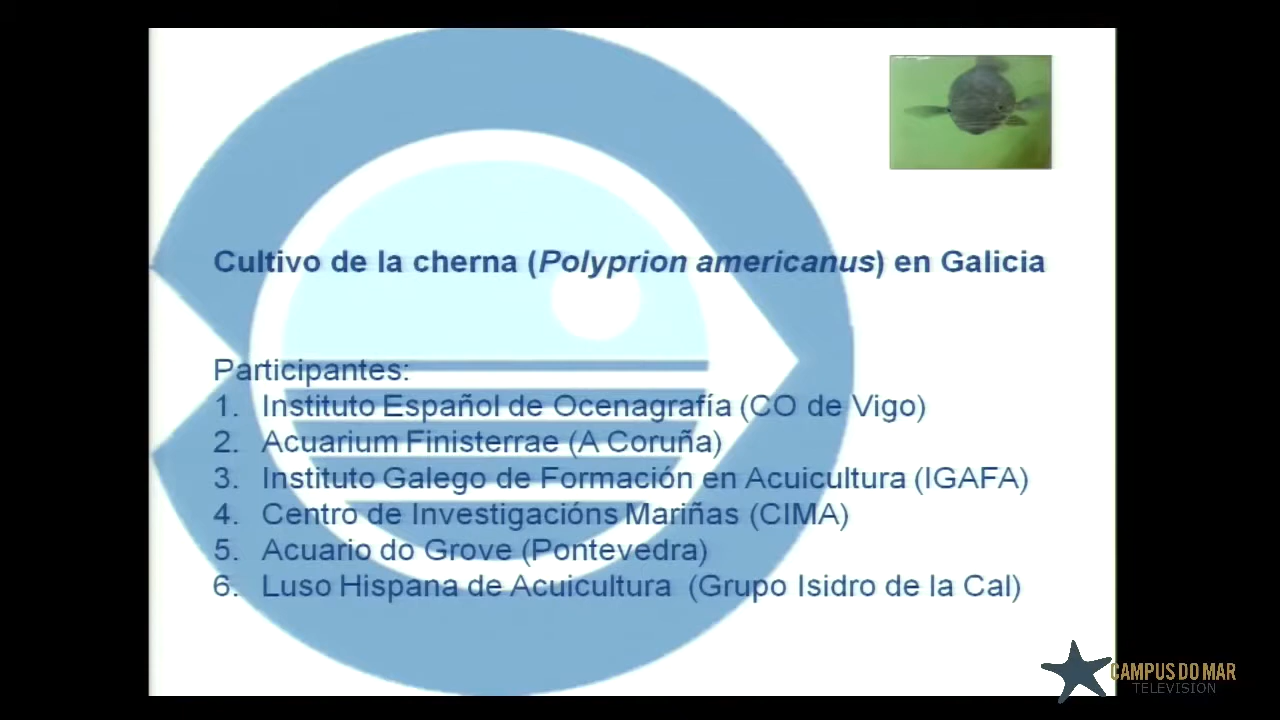 Cultivo de la cherna (Polyprion americanus) en Galicia
Participantes:
1. Instituto Español de Ocenagrafía (CO de Vigo)
2. Acuarium Finisterrae (A Coruña)
3. Instituto Galego de Formación en Acuicultura (IGAFA)
4. Centro de Investigacións Mariñas (CIMA)
5. Acuario do Grove (Pontevedra)
6. Luso Hispana de Acuicultura (Grupo Isidro de la Cal)
CAMPUS DO MAR
TELEVISION